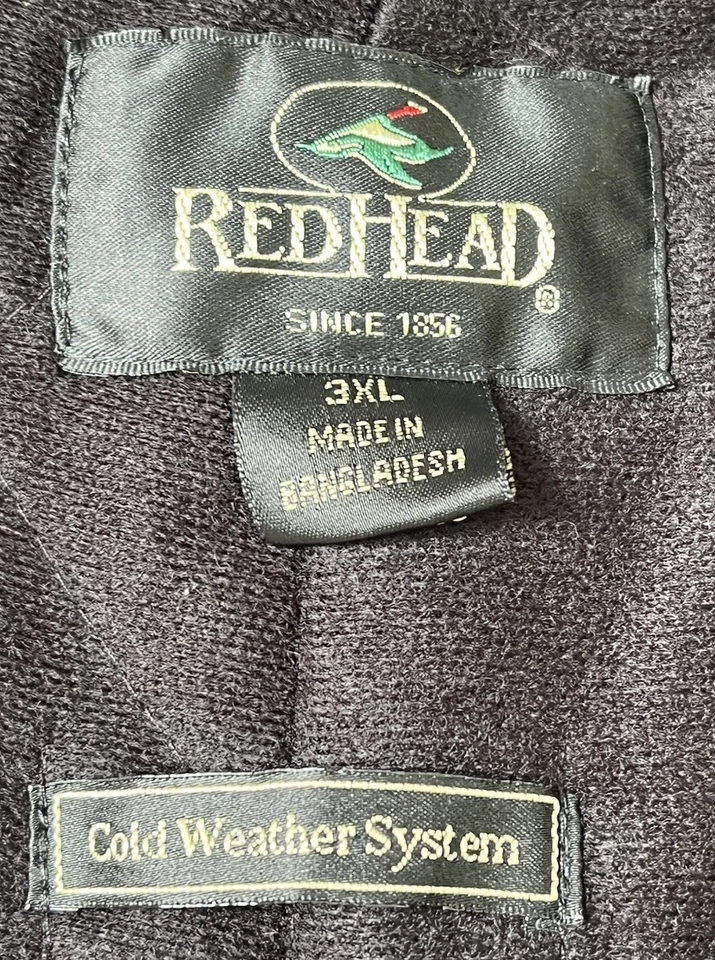 REDHEAD®
SINCE 1856
3XL
MADE IN
BANGLADESH
Cold Weather System